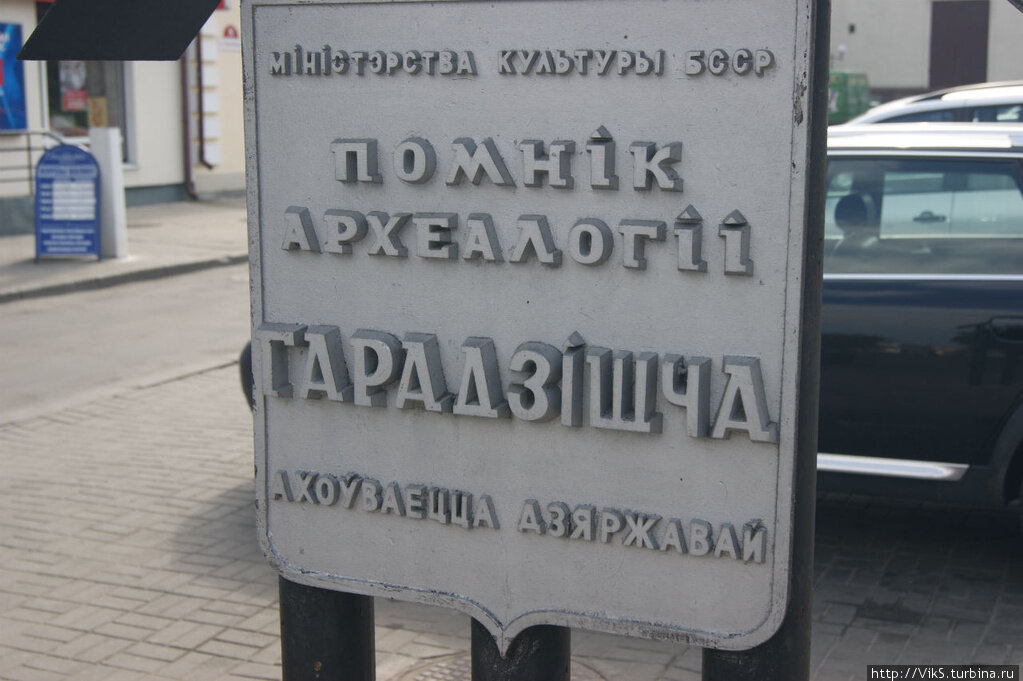 МІНІСТЭРСТВА КУЛЬТУРЫ БССР
ПОМНІК
АРХЕАЛОГІІ
ГАРАДЗІШЧА
АХОЎВАЕЦЦА ДЗЯРЖАВАЙ
http://VikS.turbina.ru